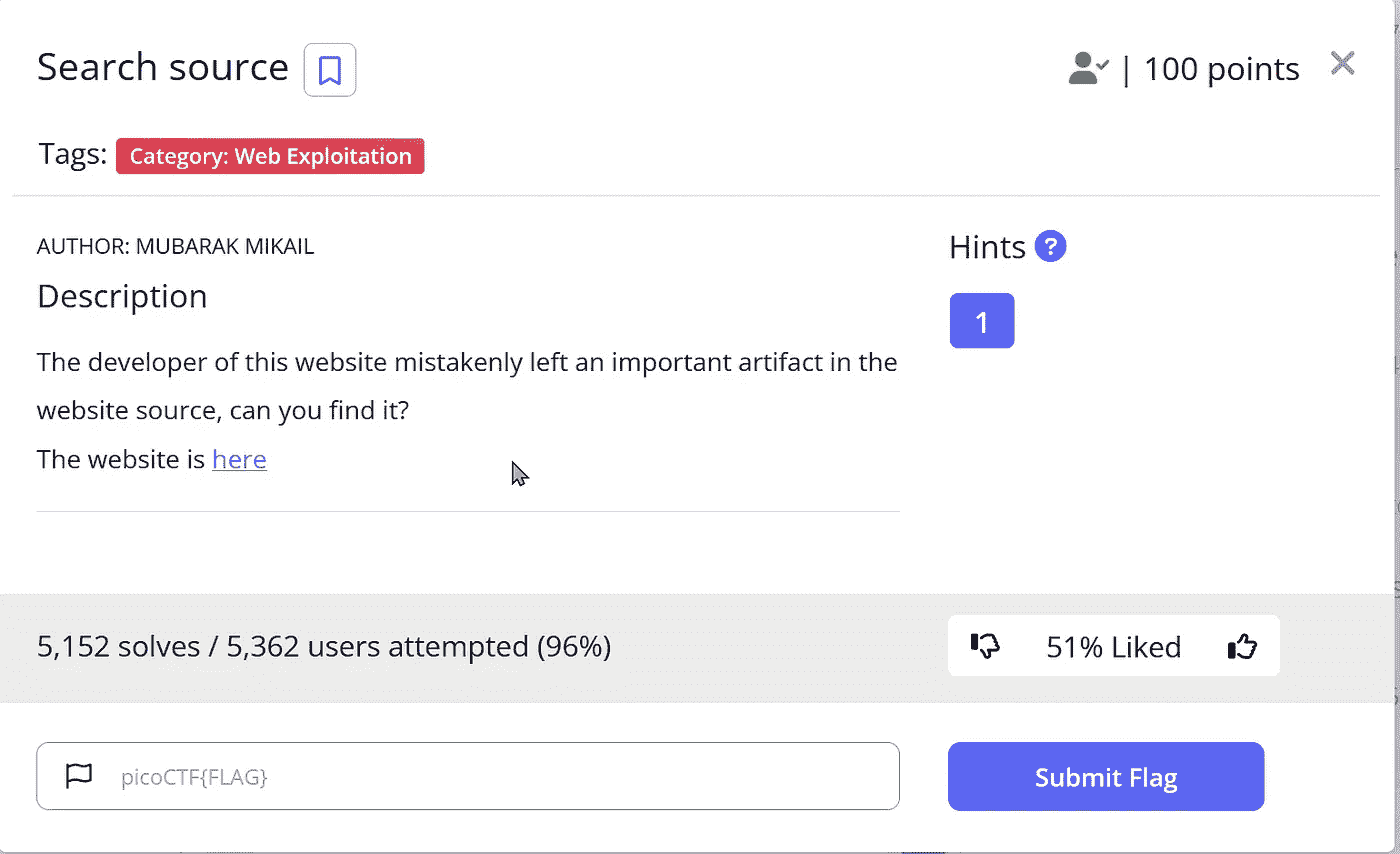 Search source
| 100 points
Tags: Category: Web Exploitation
AUTHOR: MUBARAK MIKAIL
Hints ?
Description
1
The developer of this website mistakenly left an important artifact in the
website source, can you find it?
The website is here
5,152 solves / 5,362 users attempted (96%)
51% Liked
picoCTF{FLAG}
Submit Flag